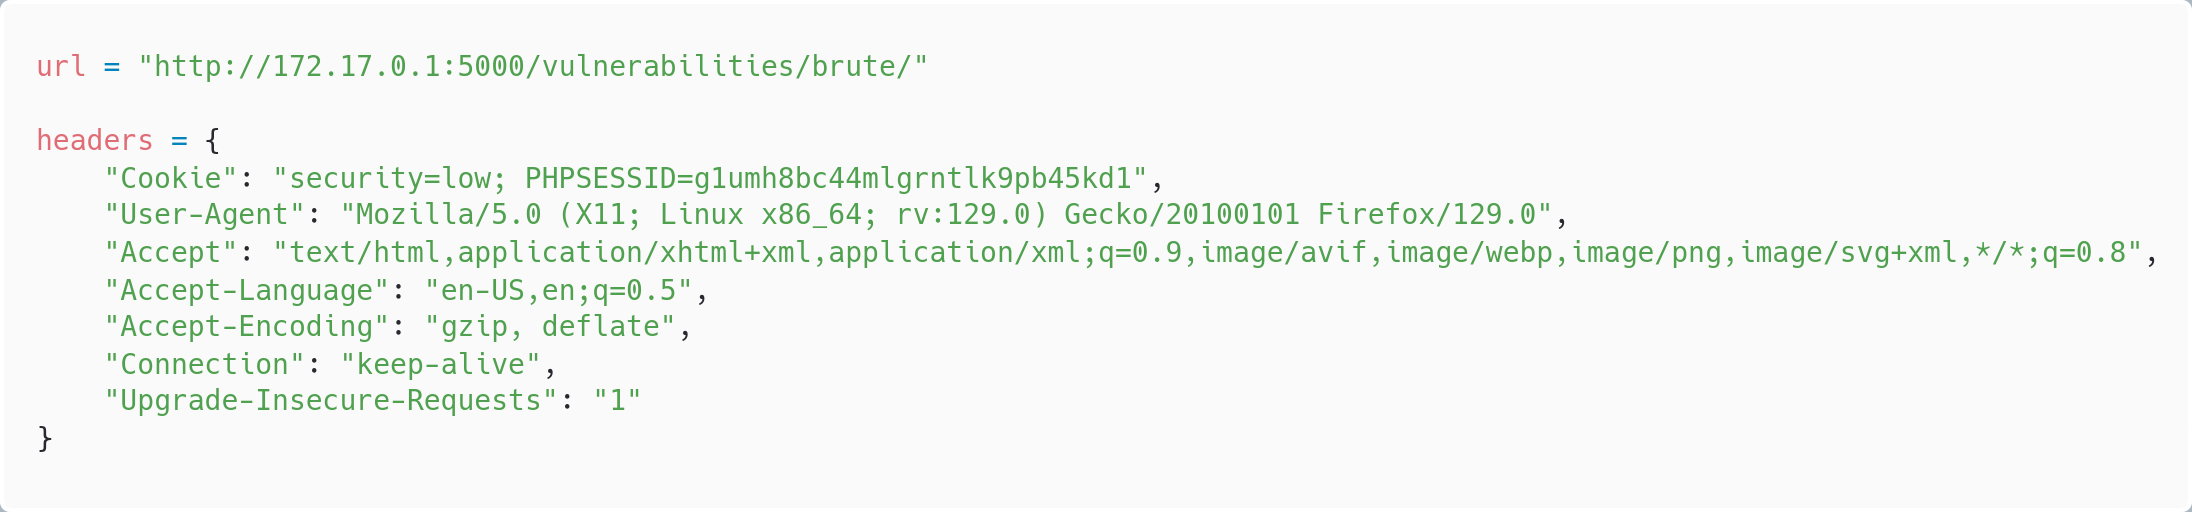 url = "http://172.17.0.1:5000/vulnerabilities/brute/"

headers = {
    "Cookie": "security=low; PHPSESSID=g1umh8bc44mlgrntlk9pb45kd1",
    "User-Agent": "Mozilla/5.0 (X11; Linux x86_64; rv:129.0) Gecko/20100101 Firefox/129.0",
    "Accept": "text/html,application/xhtml+xml,application/xml;q=0.9,image/avif,image/webp,image/png,image/svg+xml,*/*;q=0.8",
    "Accept-Language": "en-US,en;q=0.5",
    "Accept-Encoding": "gzip, deflate",
    "Connection": "keep-alive",
    "Upgrade-Insecure-Requests": "1"
}